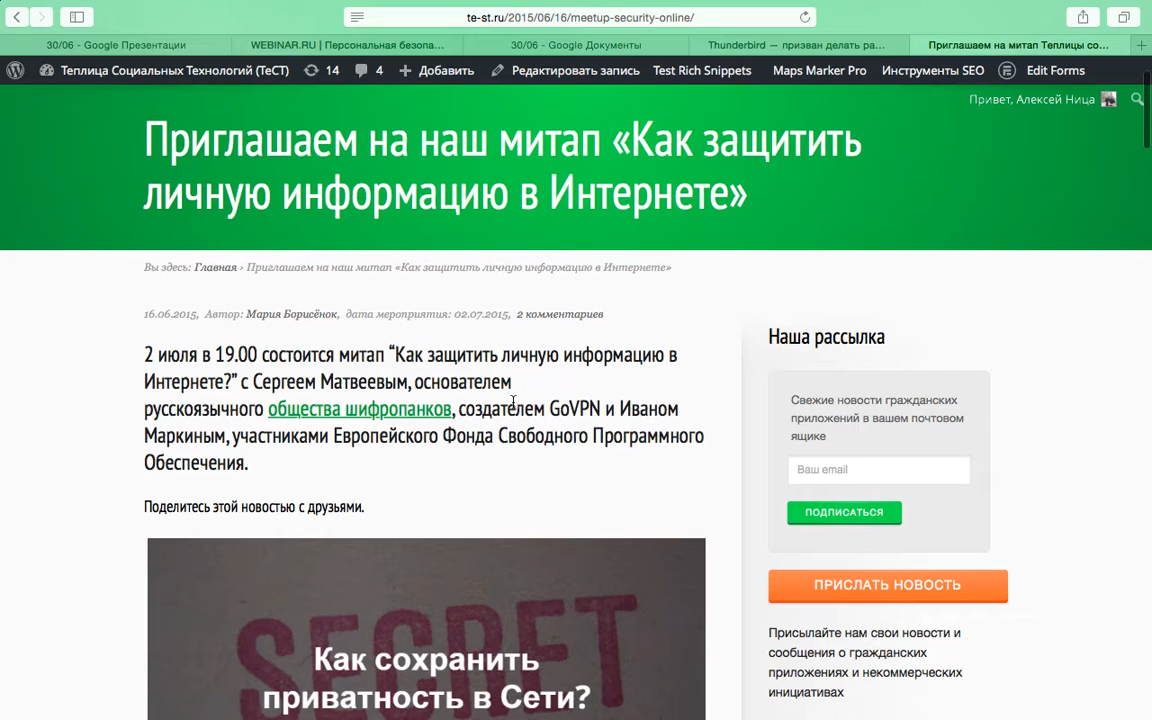 te-st.ru/2015/06/16/meetup-security-online/
30/06 - Google Презентации
WEBINAR.RU | Персональная безопа...
30/06 - Google Документы
Thunderbird — призван делать ра...
Приглашаем на митап Теплицы со...
Теплица Социальных Технологий (ТеСТ)
14
4
Добавить
Редактировать запись
Test Rich Snippets
Maps Marker Pro
Инструменты SEO
Edit Forms
Привет, Алексей Ница
Приглашаем на наш митап «Как защитить
личную информацию в Интернете»
Вы здесь: Главная › Приглашаем на наш митап «Как защитить личную информацию в Интернете»
16.06.2015, Автор: Мария Борисёнок, дата мероприятия: 02.07.2015, 2 комментариев
2 июля в 19.00 состоится митап “Как защитить личную информацию в
Интернете?” с Сергеем Матвеевым, основателем
русскоязычного общества шифропанков, создателем GoVPN и Иваном
Маркиным, участниками Европейского Фонда Свободного Программного
Обеспечения.
Поделитесь этой новостью с друзьями.
SECRET
Как сохранить
приватность в Сети?
Наша рассылка
Свежие новости гражданских
приложений в вашем почтовом
ящике
Ваш email
ПОДПИСАТЬСЯ
ПРИСЛАТЬ НОВОСТЬ
Присылайте нам свои новости и
сообщения о гражданских
приложениях и некоммерческих
инициативах